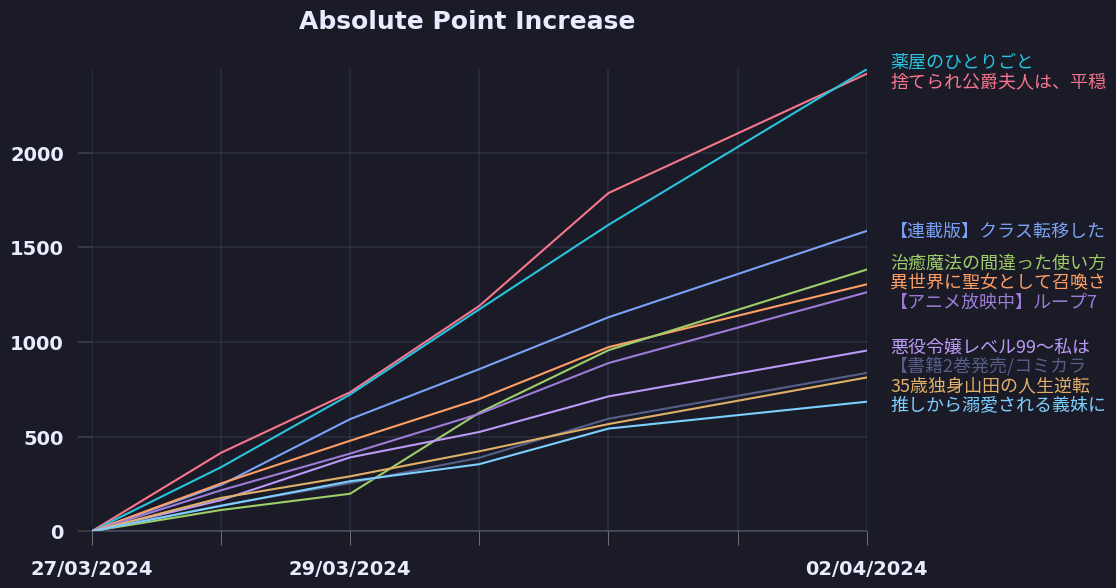 Absolute Point Increase
薬屋のひとりごと
捨てられ公爵夫人は、平穏
2000
【連載版】クラス転移した
1500
治癒魔法の間違った使い方
異世界に聖女として召喚さ
【アニメ放映中】ループ7
1000
悪役令嬢レベル99～私は
【書籍2巻発売/コミカラ
35歳独身山田の人生逆転
推しから溺愛される義妹に
500
0
27/03/2024
29/03/2024
02/04/2024